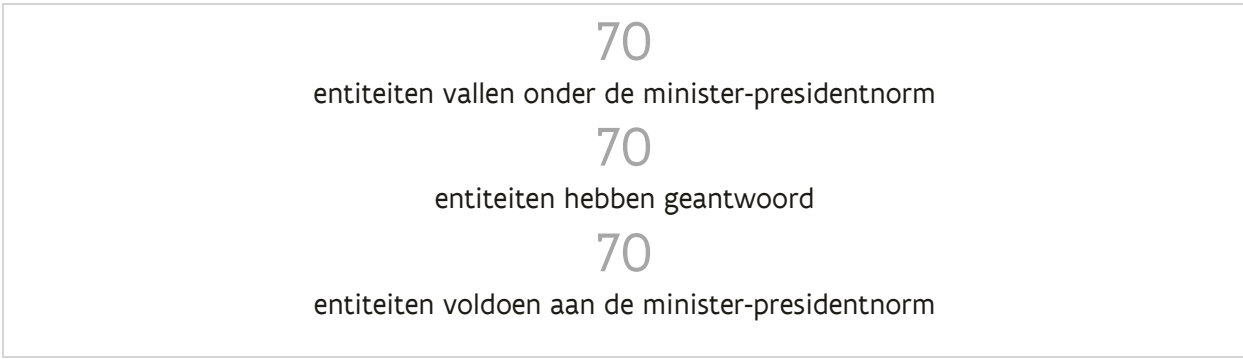 70
entiteiten vallen onder de minister-presidentnorm
70
entiteiten hebben geantwoord
70
entiteiten voldoen aan de minister-presidentnorm